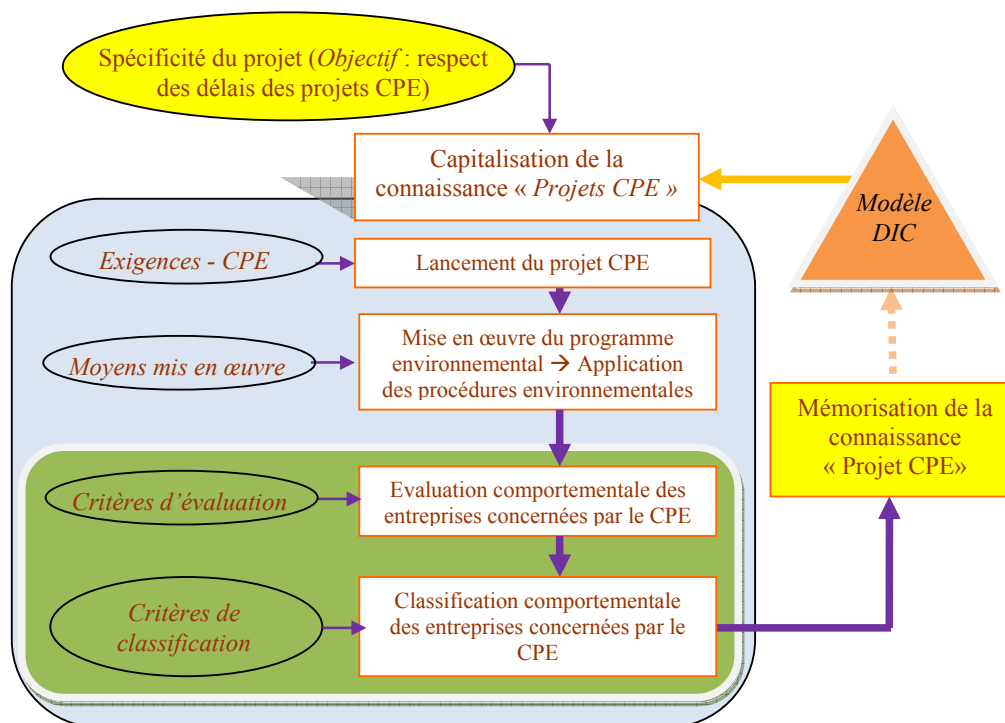 Spécificité du projet (Objectif : respect
des délais des projets CPE)
Capitalisation de la
connaissance « Projets CPE »
Modèle
DIC
Exigences - CPE
Lancement du projet CPE
Moyens mis en œuvre
Mise en œuvre du programme
environnemental → Application
des procédures environnementales
Mémorisation de la
connaissance
« Projet CPE»
Critères d’évaluation
Evaluation comportementale des
entreprises concernées par le CPE
Critères de
classification
Classification comportementale
des entreprises concernées par le
CPE